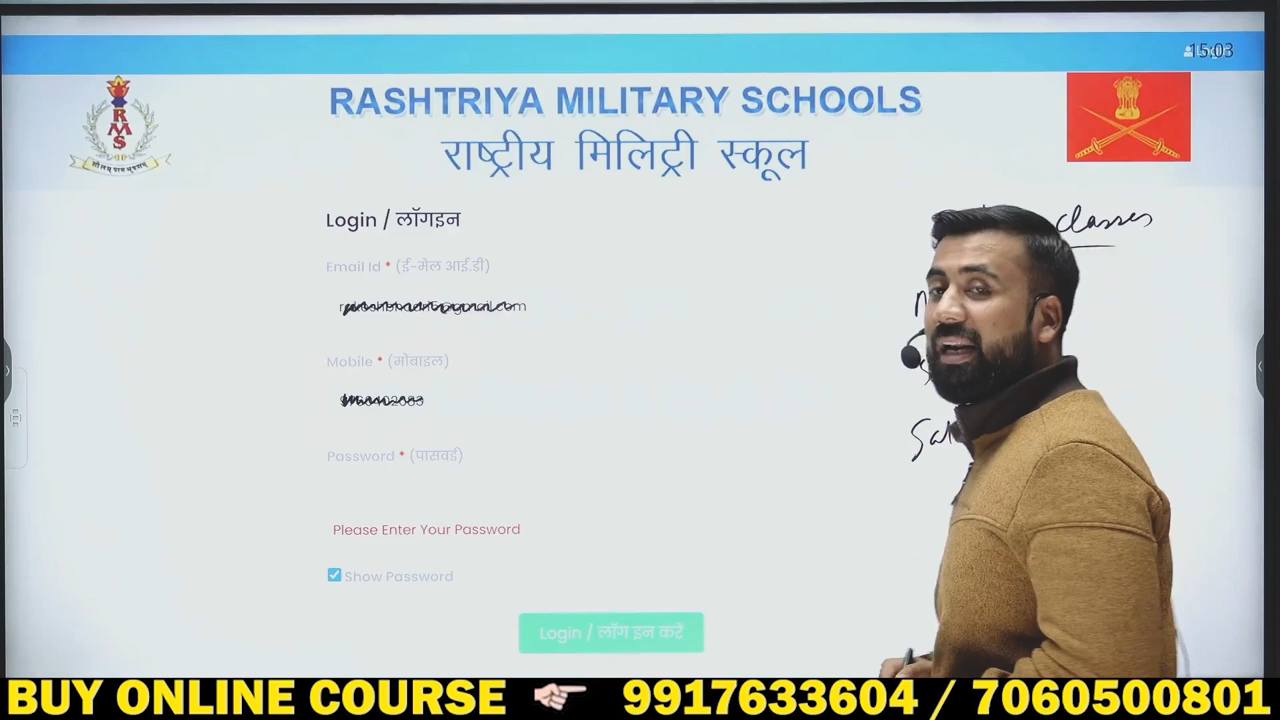 15:03
RMS
RASHTRIYA MILITARY SCHOOLS
राष्ट्रीय मिलिट्री स्कूल
Login / लॉगइन
classes
Email Id * (ई-मेल आई.डी)
Mobile * (मोबाइल)
Password * (पासवर्ड)
Please Enter Your Password
Show Password
Login / लॉग इन करें
BUY ONLINE COURSE 9917633604 / 7060500801